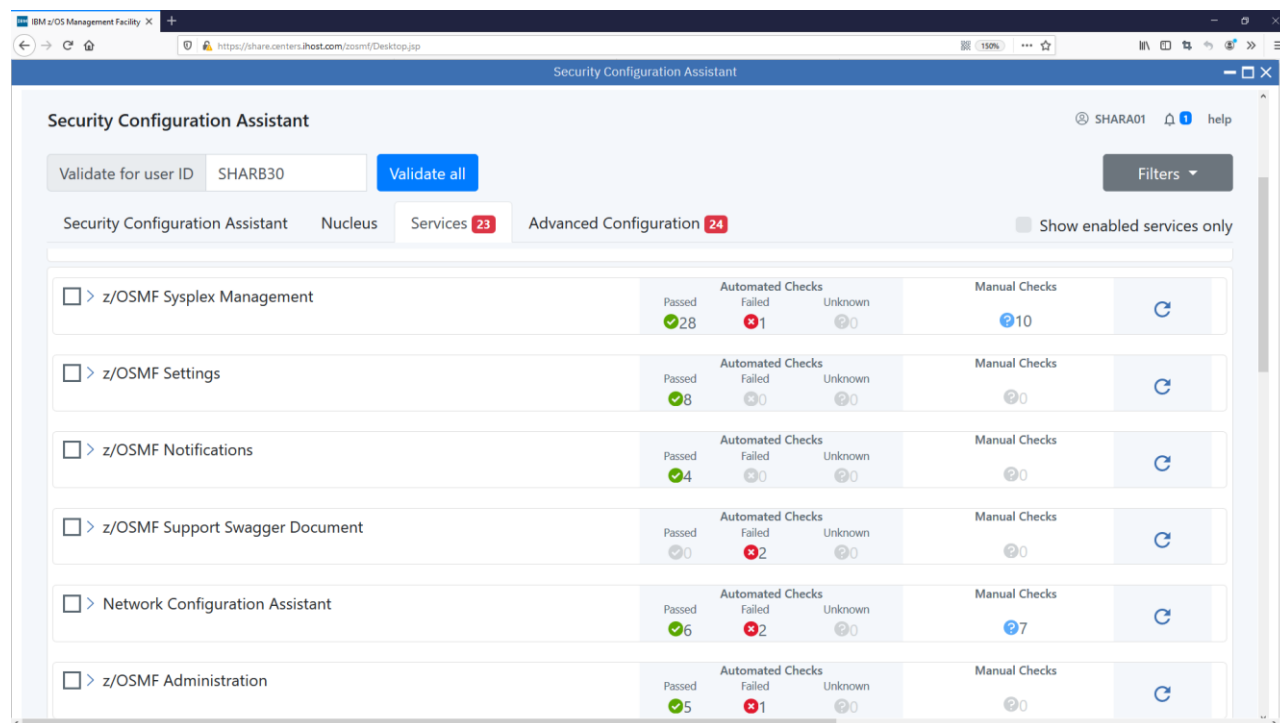 IBM z/OS Management Facility
https://share.centers.ihost.com/zosmf/Desktop.jsp
150%
Security Configuration Assistant
Security Configuration Assistant
SHARA01 1 help
Validate for user ID SHARB30 Validate all Filters
Security Configuration Assistant Nucleus Services 23 Advanced Configuration 24 Show enabled services only
z/OSMF Sysplex Management
Automated Checks Manual Checks
Passed Failed Unknown
28 1 0 10
z/OSMF Settings
Automated Checks Manual Checks
Passed Failed Unknown
8 0 0 0
z/OSMF Notifications
Automated Checks Manual Checks
Passed Failed Unknown
4 0 0 0
z/OSMF Support Swagger Document
Automated Checks Manual Checks
Passed Failed Unknown
0 2 0 0
Network Configuration Assistant
Automated Checks Manual Checks
Passed Failed Unknown
6 2 0 7
z/OSMF Administration
Automated Checks Manual Checks
Passed Failed Unknown
5 1 0 0